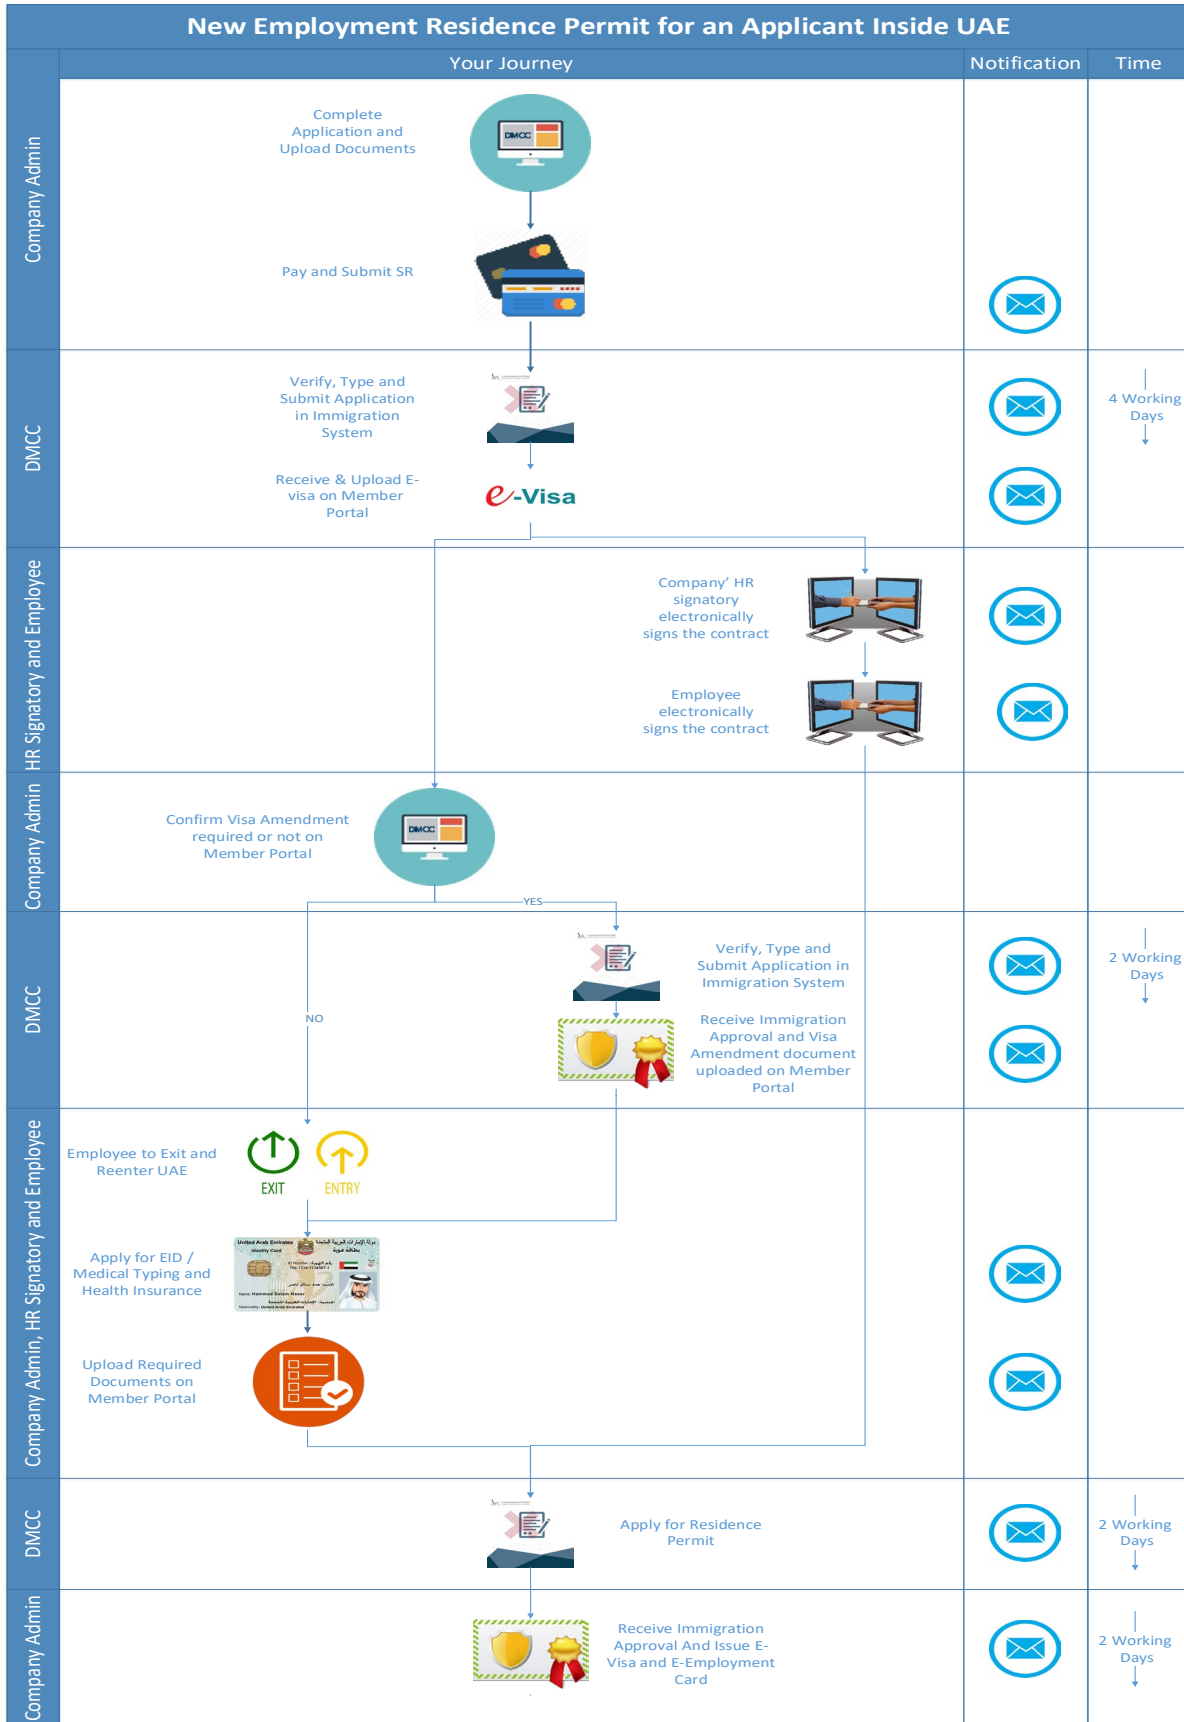 New Employment Residence Permit for an Applicant Inside UAE
Your Journey
Notification
Time
Company Admin
Complete
Application and
Upload Documents
DMCC
Pay and Submit SR
DMCC
Verify, Type and
Submit Application
in Immigration
System
4 Working
Days
Receive & Upload E-
visa on Member
Portal
e-Visa
HR Signatory and Employee
Company' HR
signatory
electronically
signs the contract
Employee
electronically
signs the contract
Company Admin
Confirm Visa Amendment
required or not on
Member Portal
DMCC
YES
NO
DMCC
Verify, Type and
Submit Application in
Immigration System
2 Working
Days
Receive Immigration
Approval and Visa
Amendment document
uploaded on Member
Portal
Company Admin, HR Signatory and Employee
Employee to Exit and
Reenter UAE
EXIT
ENTRY
Apply for EID /
Medical Typing and
Health Insurance
United Arab Emirates
دولة الإمارات العربية المتحدة
Identity Card
بطاقة هوية
Upload Required
Documents on
Member Portal
DMCC
Apply for Residence
Permit
2 Working
Days
Company Admin
Receive Immigration
Approval And Issue E-
Visa and E-Employment
Card
2 Working
Days